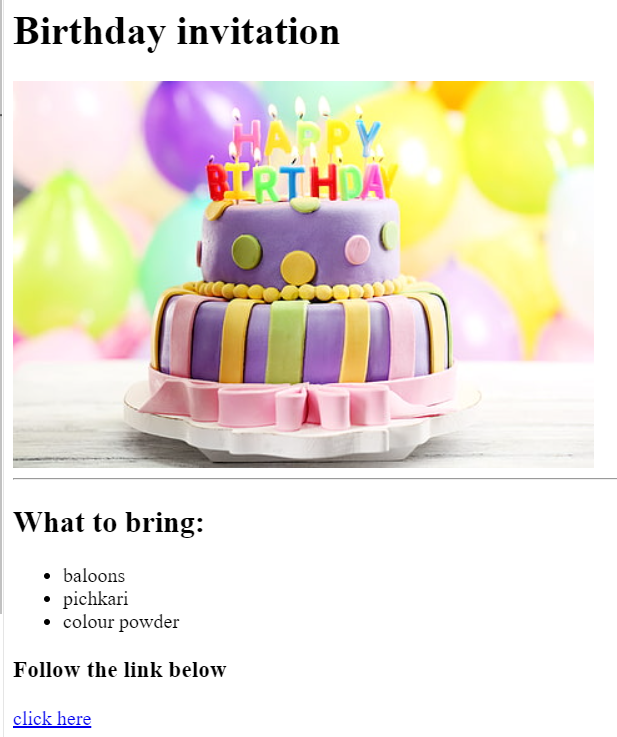 Birthday invitation
HAPPY
BIRTHDAY
What to bring:
baloons
pichkari
colour powder
Follow the link below
click here